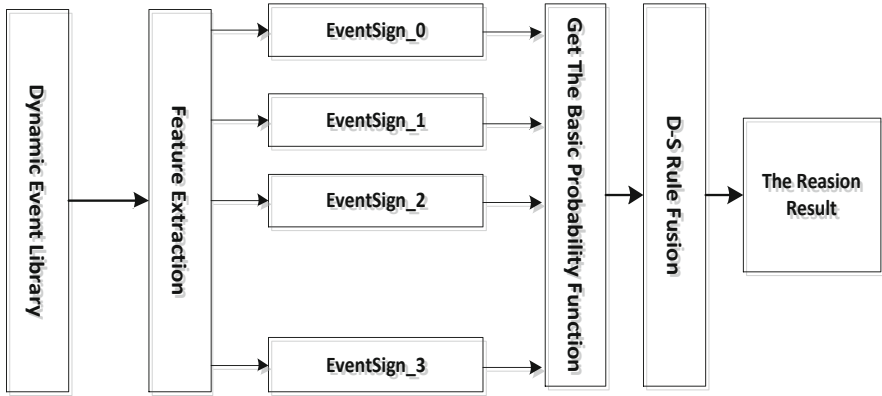 Dynamic Event Library
Feature Extraction
EventSign_0
EventSign_1
EventSign_2
EventSign_3
Get The Basic Probability Function
D-S Rule Fusion
The Reasion
Result